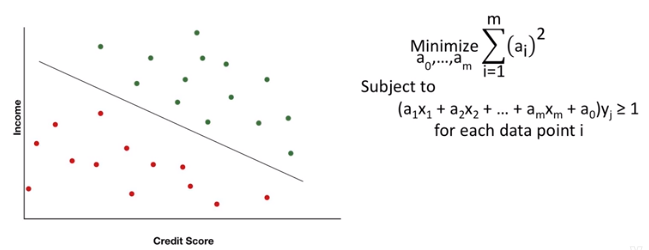 Income
Credit Score
m
Minimize ∑(aᵢ)²
a₀,...,aₘ
i=1
Subject to
(a₁x₁ + a₂x₂ + ... + aₘxₘ + a₀)yⱼ ≥ 1
for each data point i